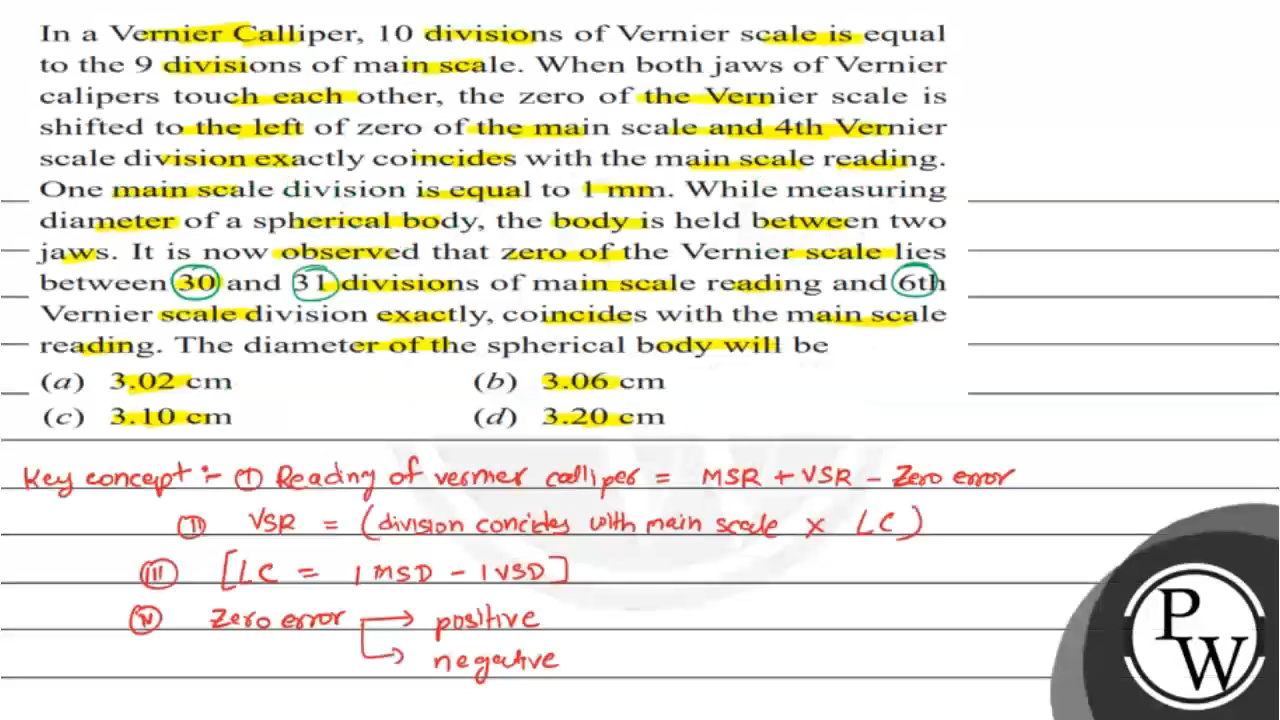 In a Vernier Calliper, 10 divisions of Vernier scale is equal
to the 9 divisions of main scale. When both jaws of Vernier
calipers touch each other, the zero of the Vernier scale is
shifted to the left of zero of the main scale and 4th Vernier
scale division exactly coincides with the main scale reading.
One main scale division is equal to 1 mm. While measuring
diameter of a spherical body, the body is held between two
jaws. It is now observed that zero of the Vernier scale lies
between 30 and 31 divisions of main scale reading and 6th
Vernier scale division exactly, coincides with the main scale
reading. The diameter of the spherical body will be
(a) 3.02 cm (b) 3.06 cm
(c) 3.10 cm (d) 3.20 cm
Key concept :- (I) Reading of vernier calliper = MSR + VSR - Zero error
(II) VSR = (division concides with main scale × LC)
(III) [LC = 1 MSD - 1 VSD]
(IV) Zero error → positive
→ negative
PW